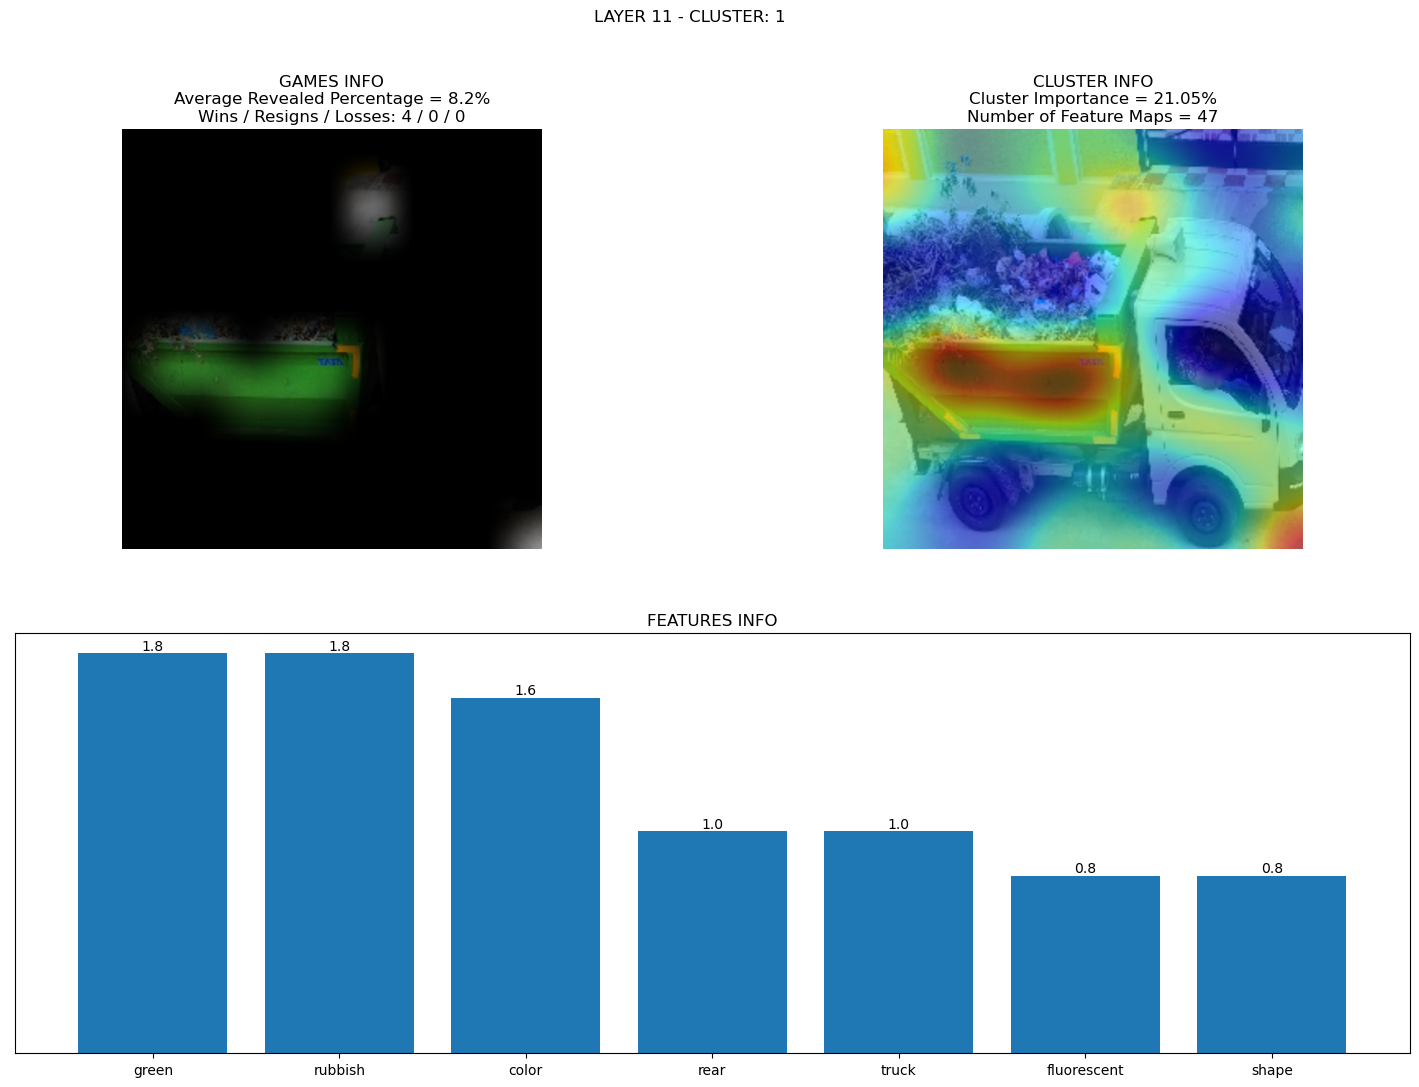 LAYER 11 - CLUSTER: 1
GAMES INFO
Average Revealed Percentage = 8.2%
Wins / Resigns / Losses: 4 / 0 / 0
CLUSTER INFO
Cluster Importance = 21.05%
Number of Feature Maps = 47
TATA
TATA
FEATURES INFO
1.8 1.8 1.6 1.0 1.0 0.8 0.8
green rubbish color rear truck fluorescent shape